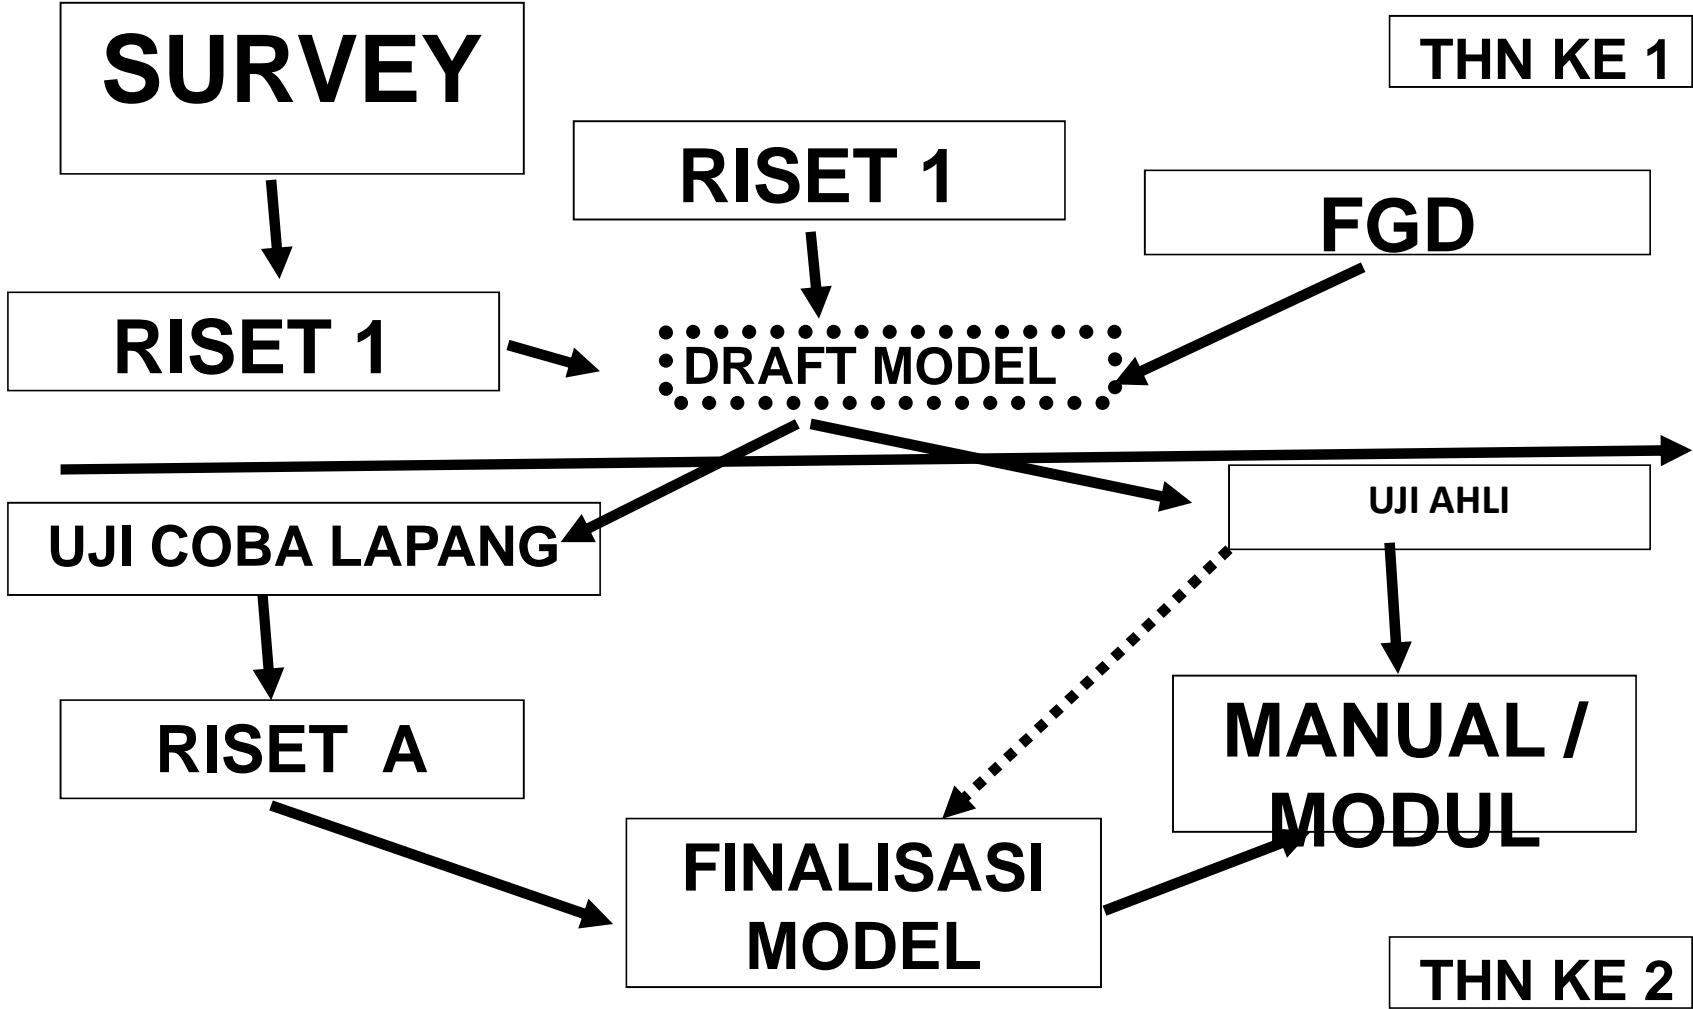 SURVEY
THN KE 1
RISET 1
FGD
RISET 1
DRAFT MODEL
UJI AHLI
UJI COBA LAPANG
RISET A
MANUAL /
MODUL
FINALISASI
MODEL
THN KE 2